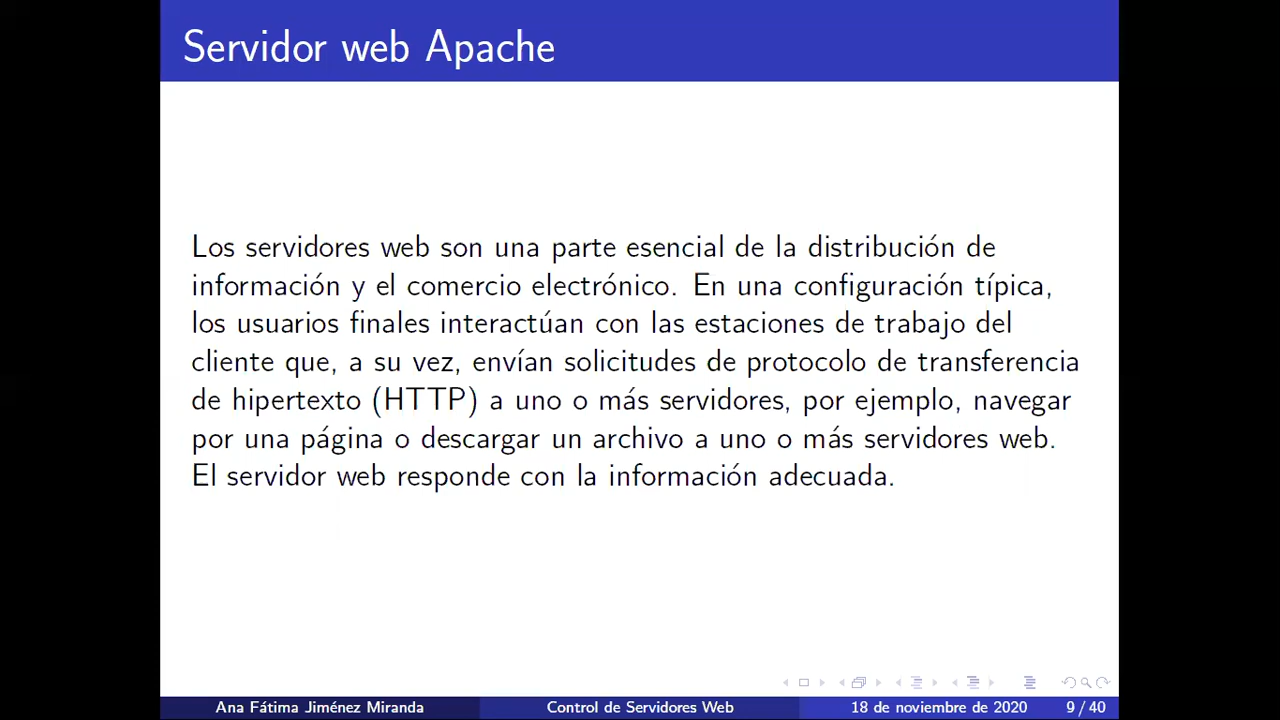 Servidor web Apache
Los servidores web son una parte esencial de la distribución de
información y el comercio electrónico. En una configuración típica,
los usuarios finales interactúan con las estaciones de trabajo del
cliente que, a su vez, envían solicitudes de protocolo de transferencia
de hipertexto (HTTP) a uno o más servidores, por ejemplo, navegar
por una página o descargar un archivo a uno o más servidores web.
El servidor web responde con la información adecuada.
Ana Fátima Jiménez Miranda Control de Servidores Web 18 de noviembre de 2020 9 / 40